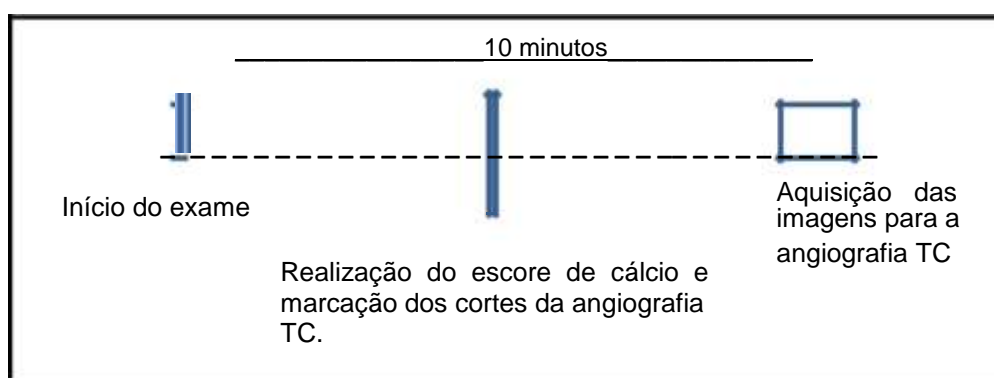 10 minutos
Início do exame
Realização do escore de cálcio e
marcação dos cortes da angiografia
TC.
Aquisição das
imagens para a
angiografia TC